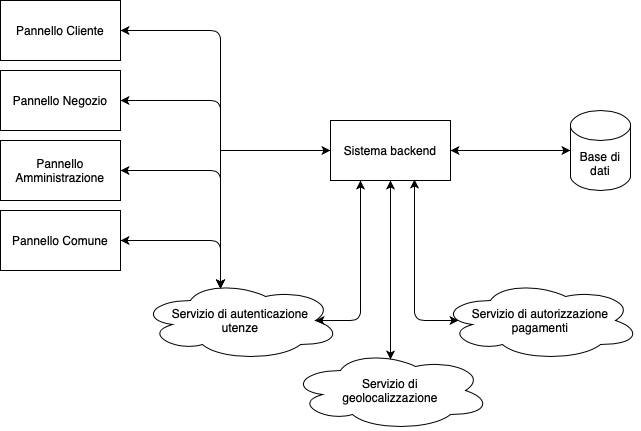 Pannello Cliente
Pannello Negozio
Pannello
Amministrazione
Pannello Comune
Sistema backend
Base di
dati
Servizio di autenticazione
utenze
Servizio di autorizzazione
pagamenti
Servizio di
geolocalizzazione